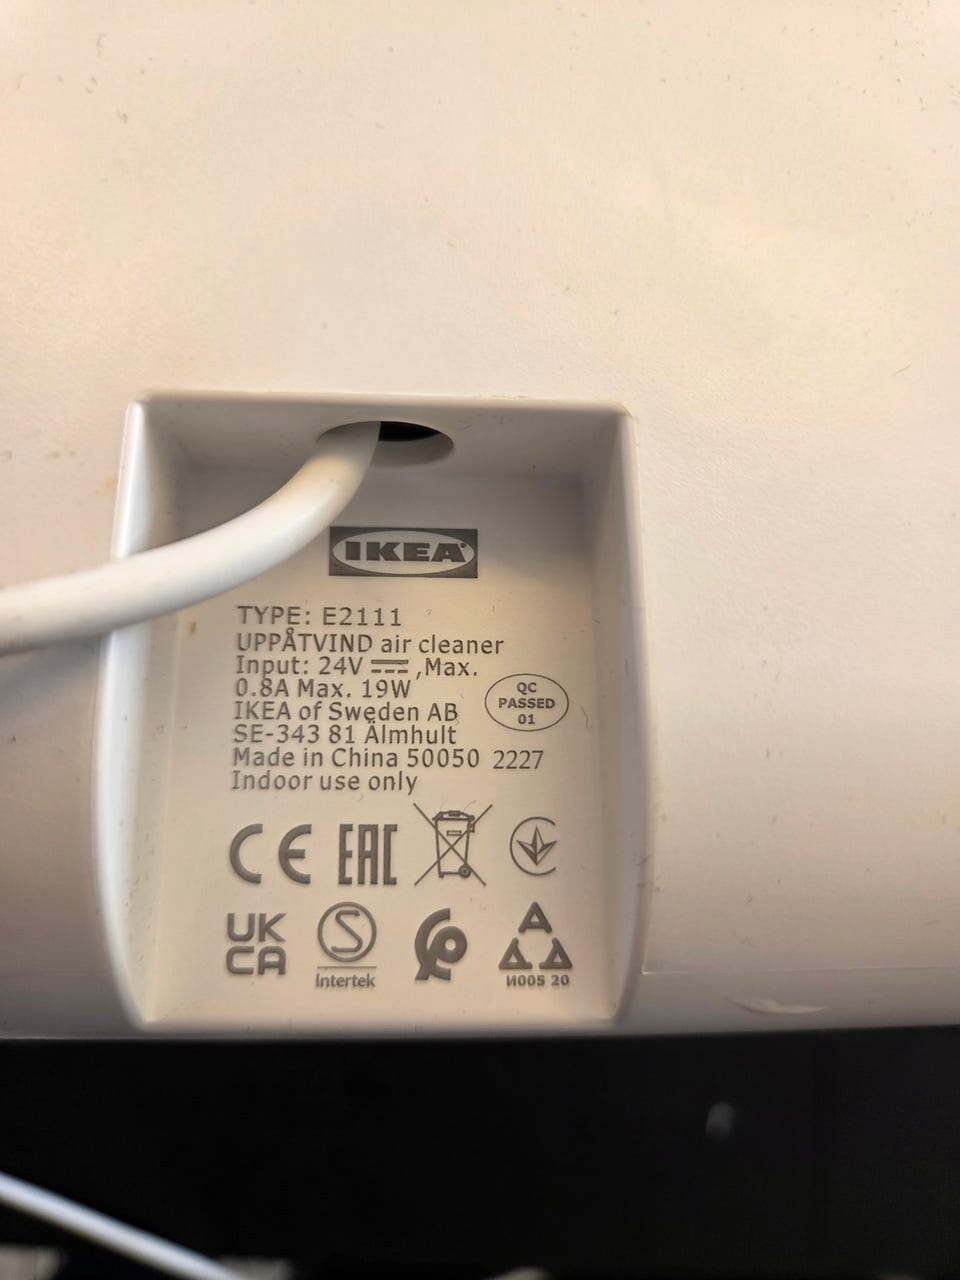 IKEA
TYPE: E2111
UPPÅTVIND air cleaner
Input: 24V ⎓,Max.
0.8A Max. 19W
IKEA of Sweden AB
SE-343 81 Älmhult
Made in China 50050 2227
Indoor use only
QC
PASSED
01
CE EAC
UK
CA
S
Intertek
И005 20